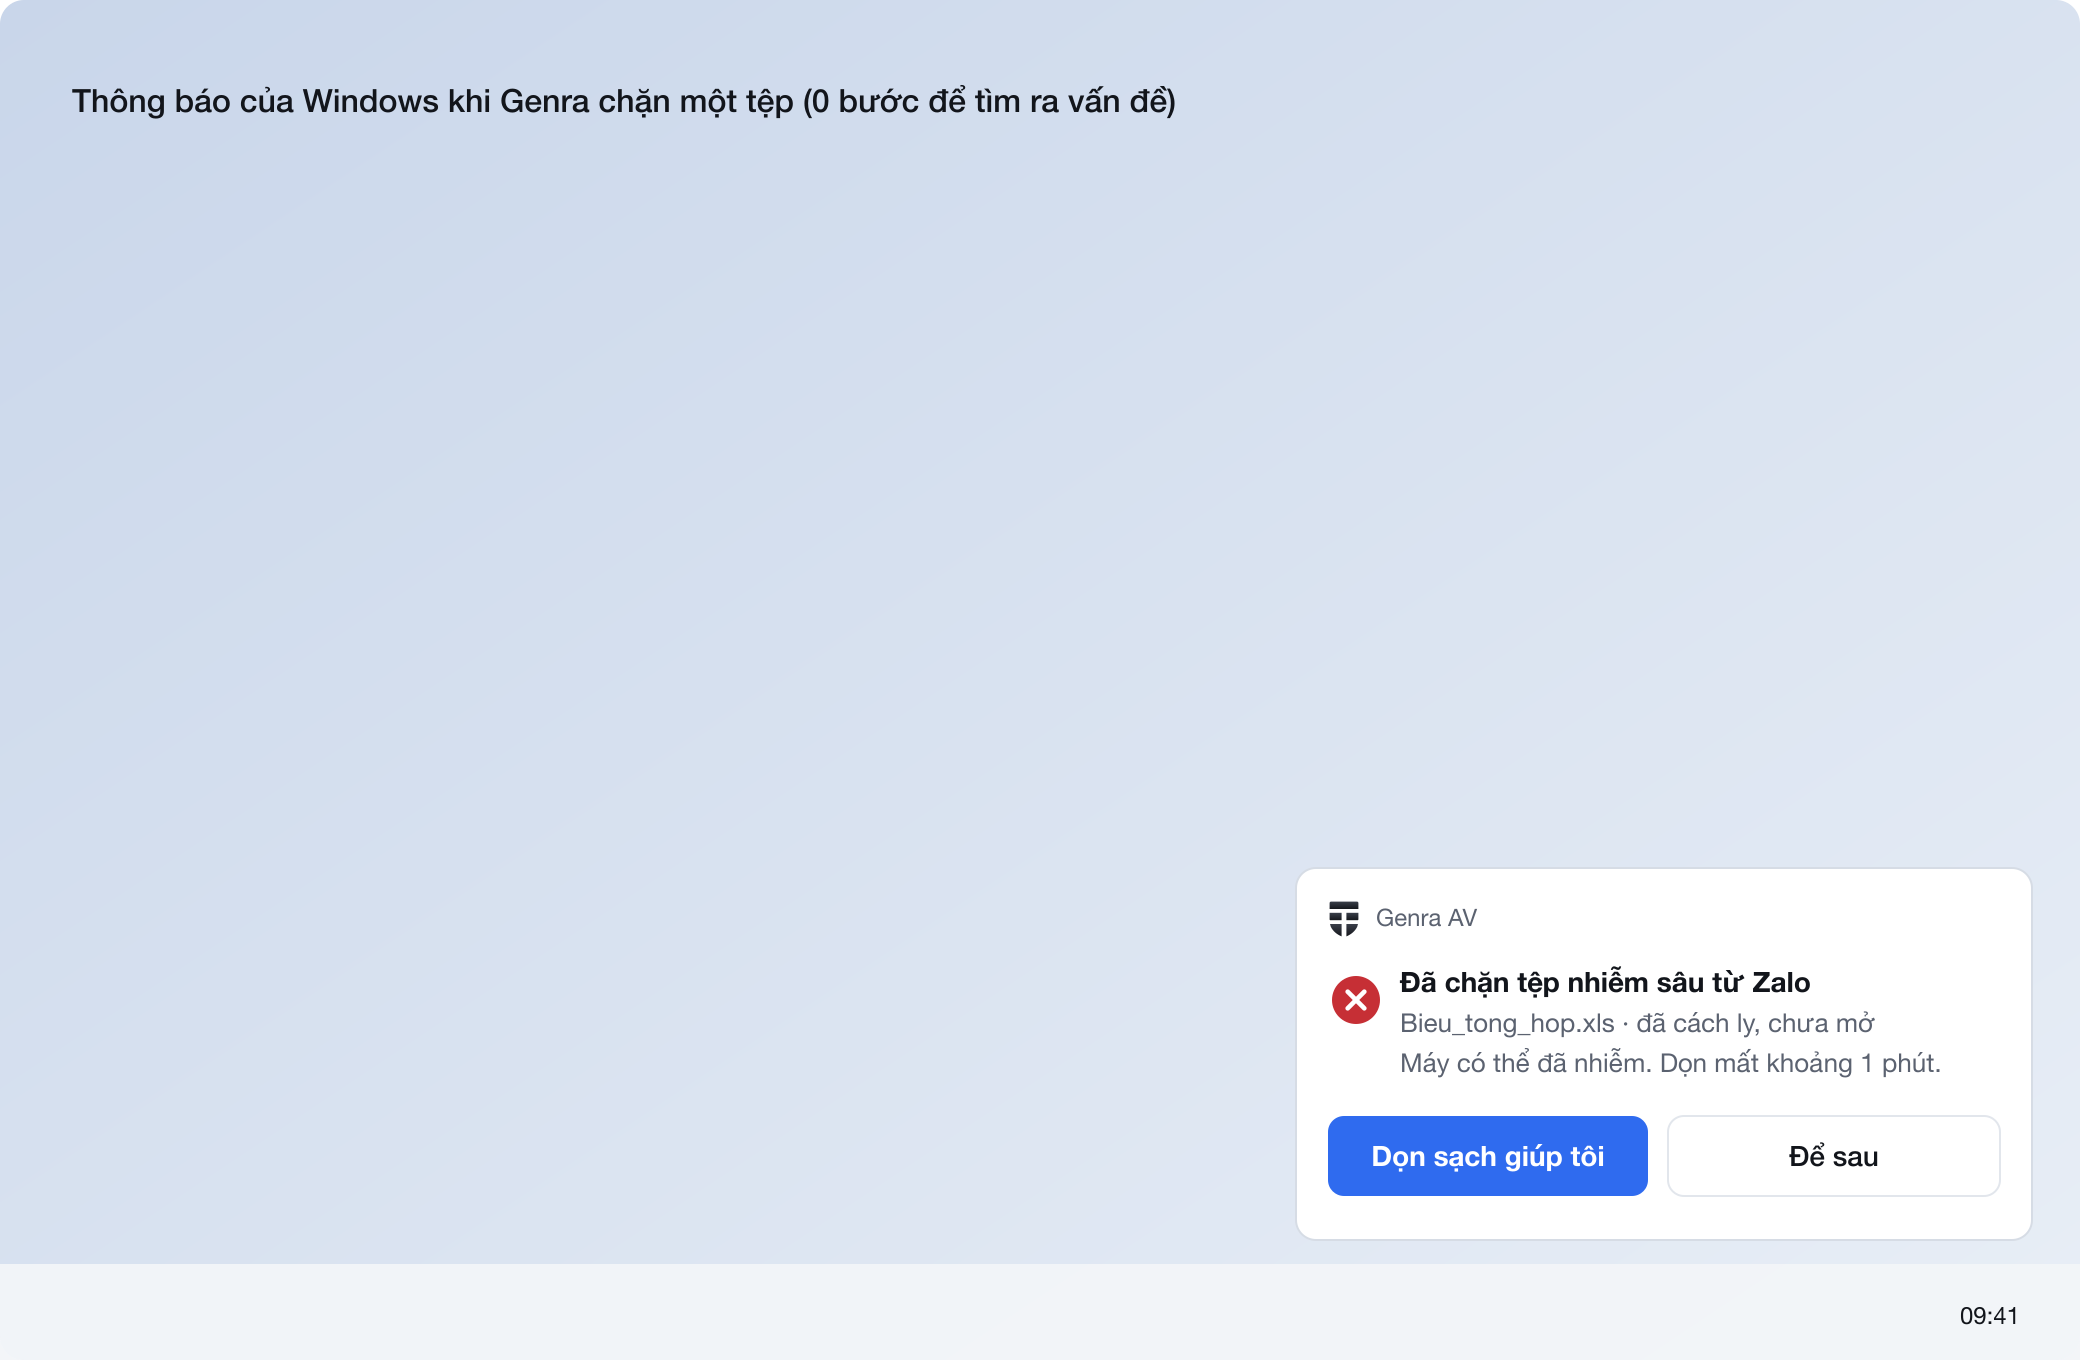 Thông báo của Windows khi Genra chặn một tệp (0 bước để tìm ra vấn đề)
Genra AV
Đã chặn tệp nhiễm sâu từ Zalo
Bieu_tong_hop.xls · đã cách ly, chưa mở
Máy có thể đã nhiễm. Dọn mất khoảng 1 phút.
Dọn sạch giúp tôi
Để sau
09:41